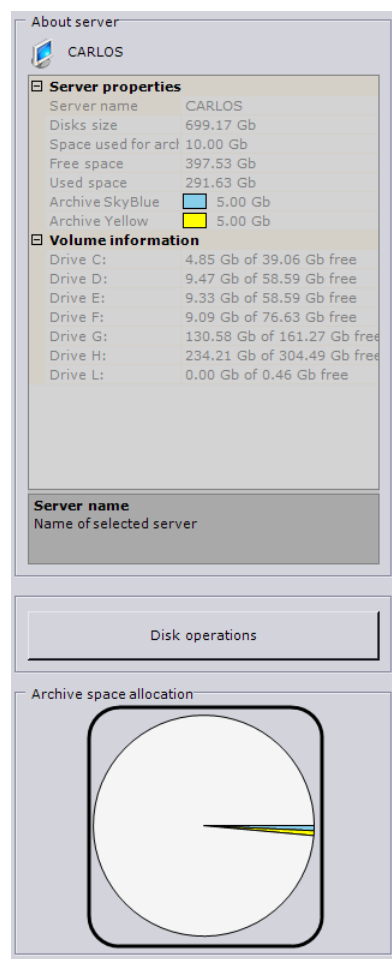 About server
CARLOS
Server properties
Server name CARLOS
Disks size 699.17 Gb
Space used for arch 10.00 Gb
Free space 397.53 Gb
Used space 291.63 Gb
Archive SkyBlue 5.00 Gb
Archive Yellow 5.00 Gb
Volume information
Drive C: 4.85 Gb of 39.06 Gb free
Drive D: 9.47 Gb of 58.59 Gb free
Drive E: 9.33 Gb of 58.59 Gb free
Drive F: 9.09 Gb of 76.63 Gb free
Drive G: 130.58 Gb of 161.27 Gb free
Drive H: 234.21 Gb of 304.49 Gb free
Drive L: 0.00 Gb of 0.46 Gb free
Server name
Name of selected server
Disk operations
Archive space allocation